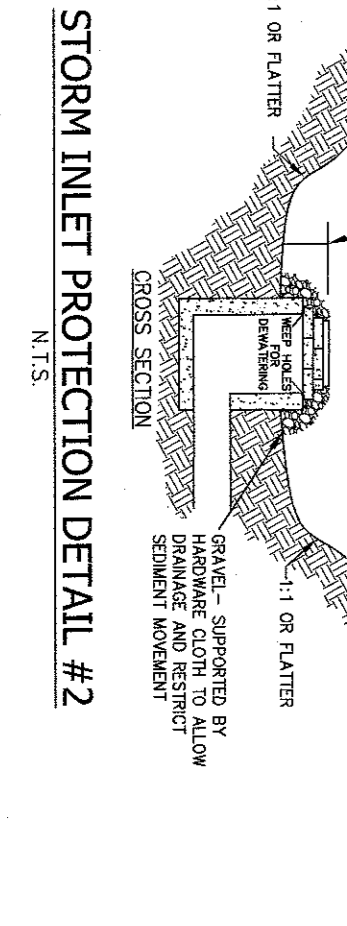 1 OR FLATTER
WEEP HOLES
FOR
DEWATERING
1:1 OR FLATTER
GRAVEL- SUPPORTED BY
HARDWARE CLOTH TO ALLOW
DRAINAGE AND RESTRICT
SEDIMENT MOVEMENT
CROSS SECTION
STORM INLET PROTECTION DETAIL #2
N.T.S.